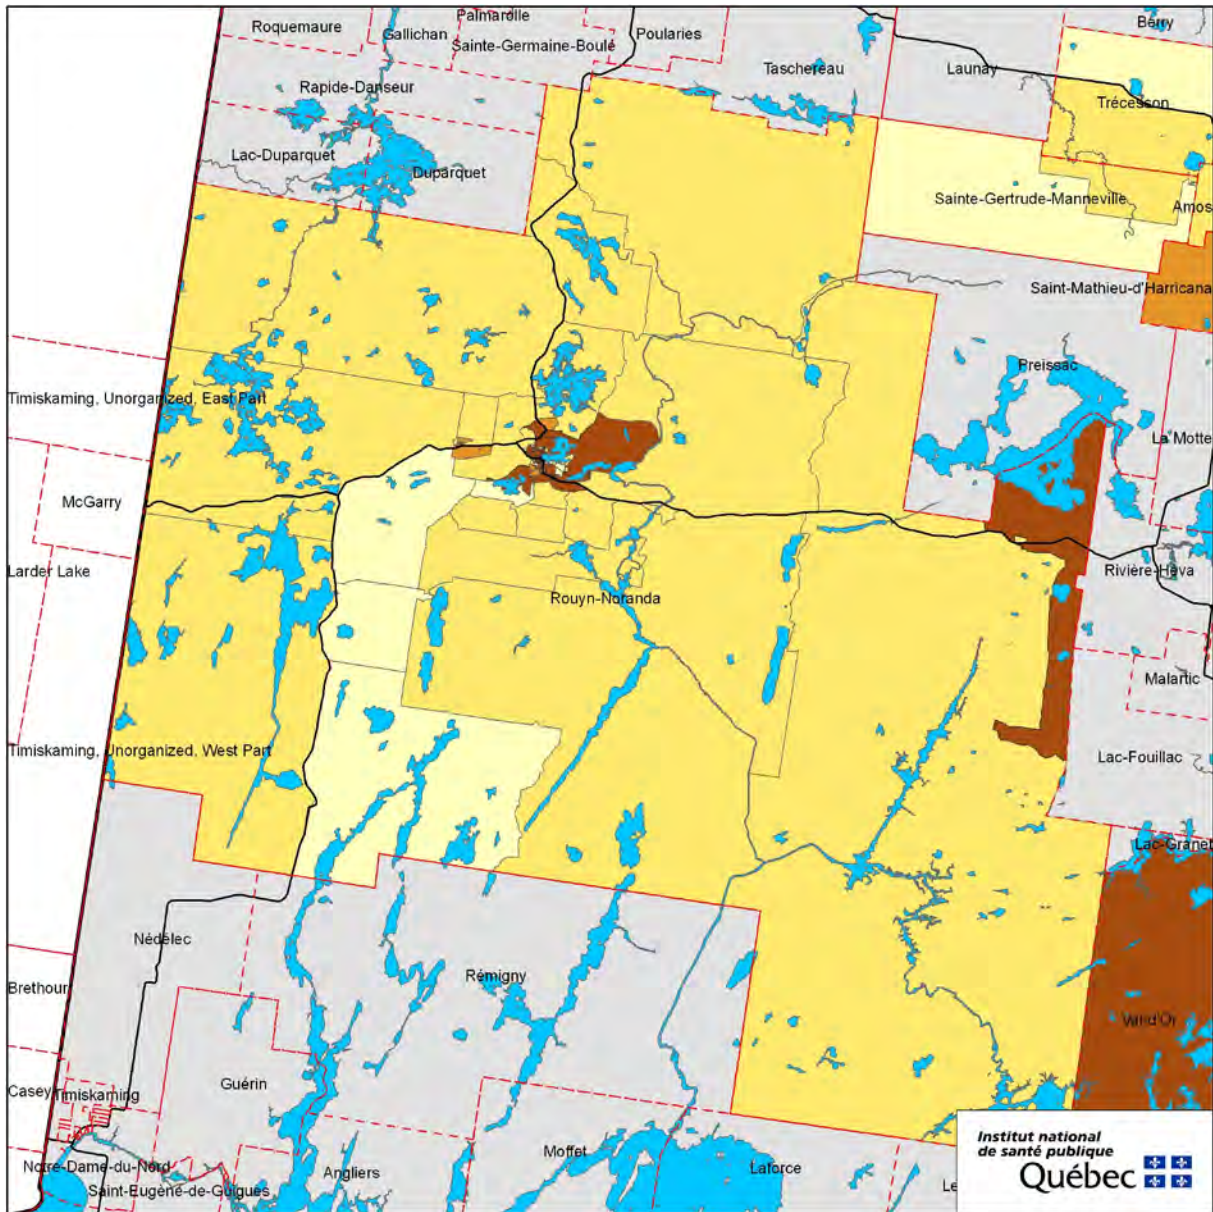 Palmarolle
Berry
Roquemaure
Gallichan
Poularies
Sainte-Germaine-Boulé
Taschereau
Launay
Rapide-Danseur
Trécesson
Lac-Duparquet
Duparquet
Sainte-Gertrude-Manneville
Amos
Saint-Mathieu-d'Harricana
Preissac
Timiskaming, Unorganized, East Part
La Motte
McGarry
Larder Lake
Rivière-Héva
Rouyn-Noranda
Malartic
Timiskaming, Unorganized, West Part
Lac-Fouillac
Lac-Granet
Nédélec
Rémigny
Brethour
Val-d'Or
Guérin
Casey
Timiskaming
Institut national
de santé publique
Québec
Moffet
Notre-Dame-du-Nord
Angliers
Laforce
Saint-Eugène-de-Guigues
Le